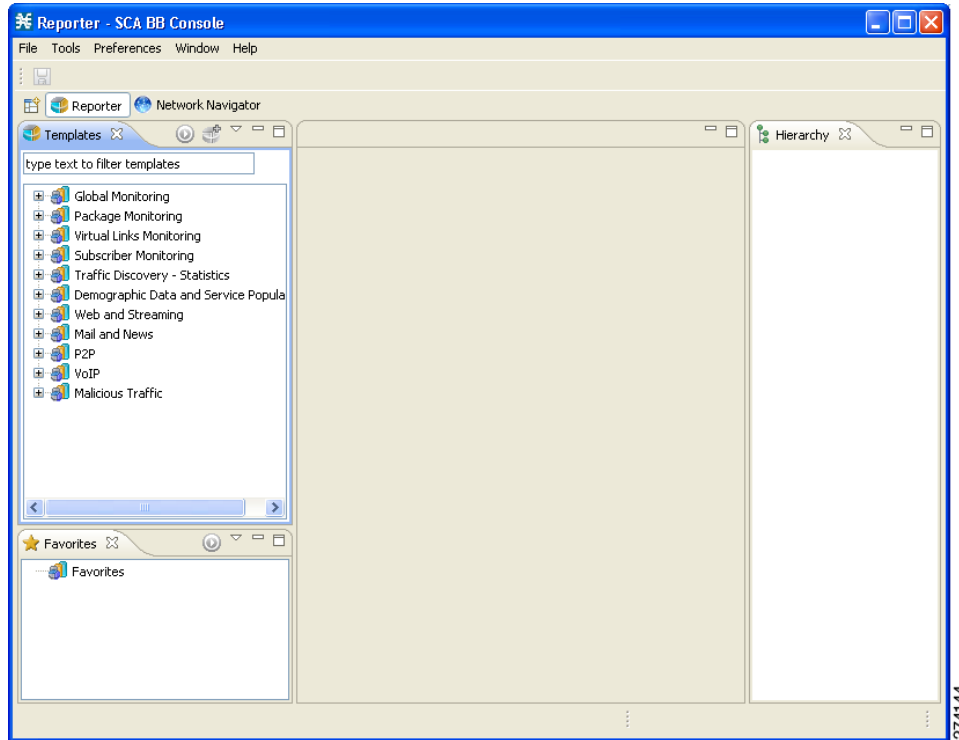 Reporter - SCA BB Console
File Tools Preferences Window Help
Reporter Network Navigator
Templates
type text to filter templates
Global Monitoring
Package Monitoring
Virtual Links Monitoring
Subscriber Monitoring
Traffic Discovery - Statistics
Demographic Data and Service Popula
Web and Streaming
Mail and News
P2P
VoIP
Malicious Traffic
Favorites
Favorites
Hierarchy
274144